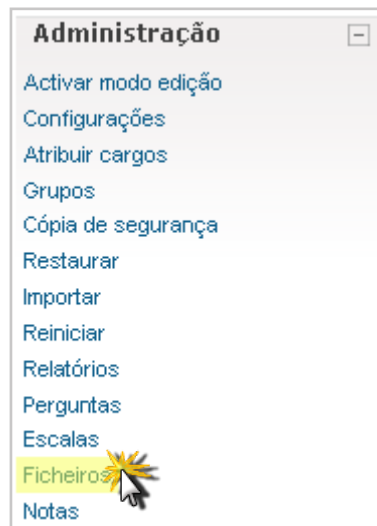 Administração
Activar modo edição
Configurações
Atribuir cargos
Grupos
Cópia de segurança
Restaurar
Importar
Reiniciar
Relatórios
Perguntas
Escalas
Ficheiros
Notas